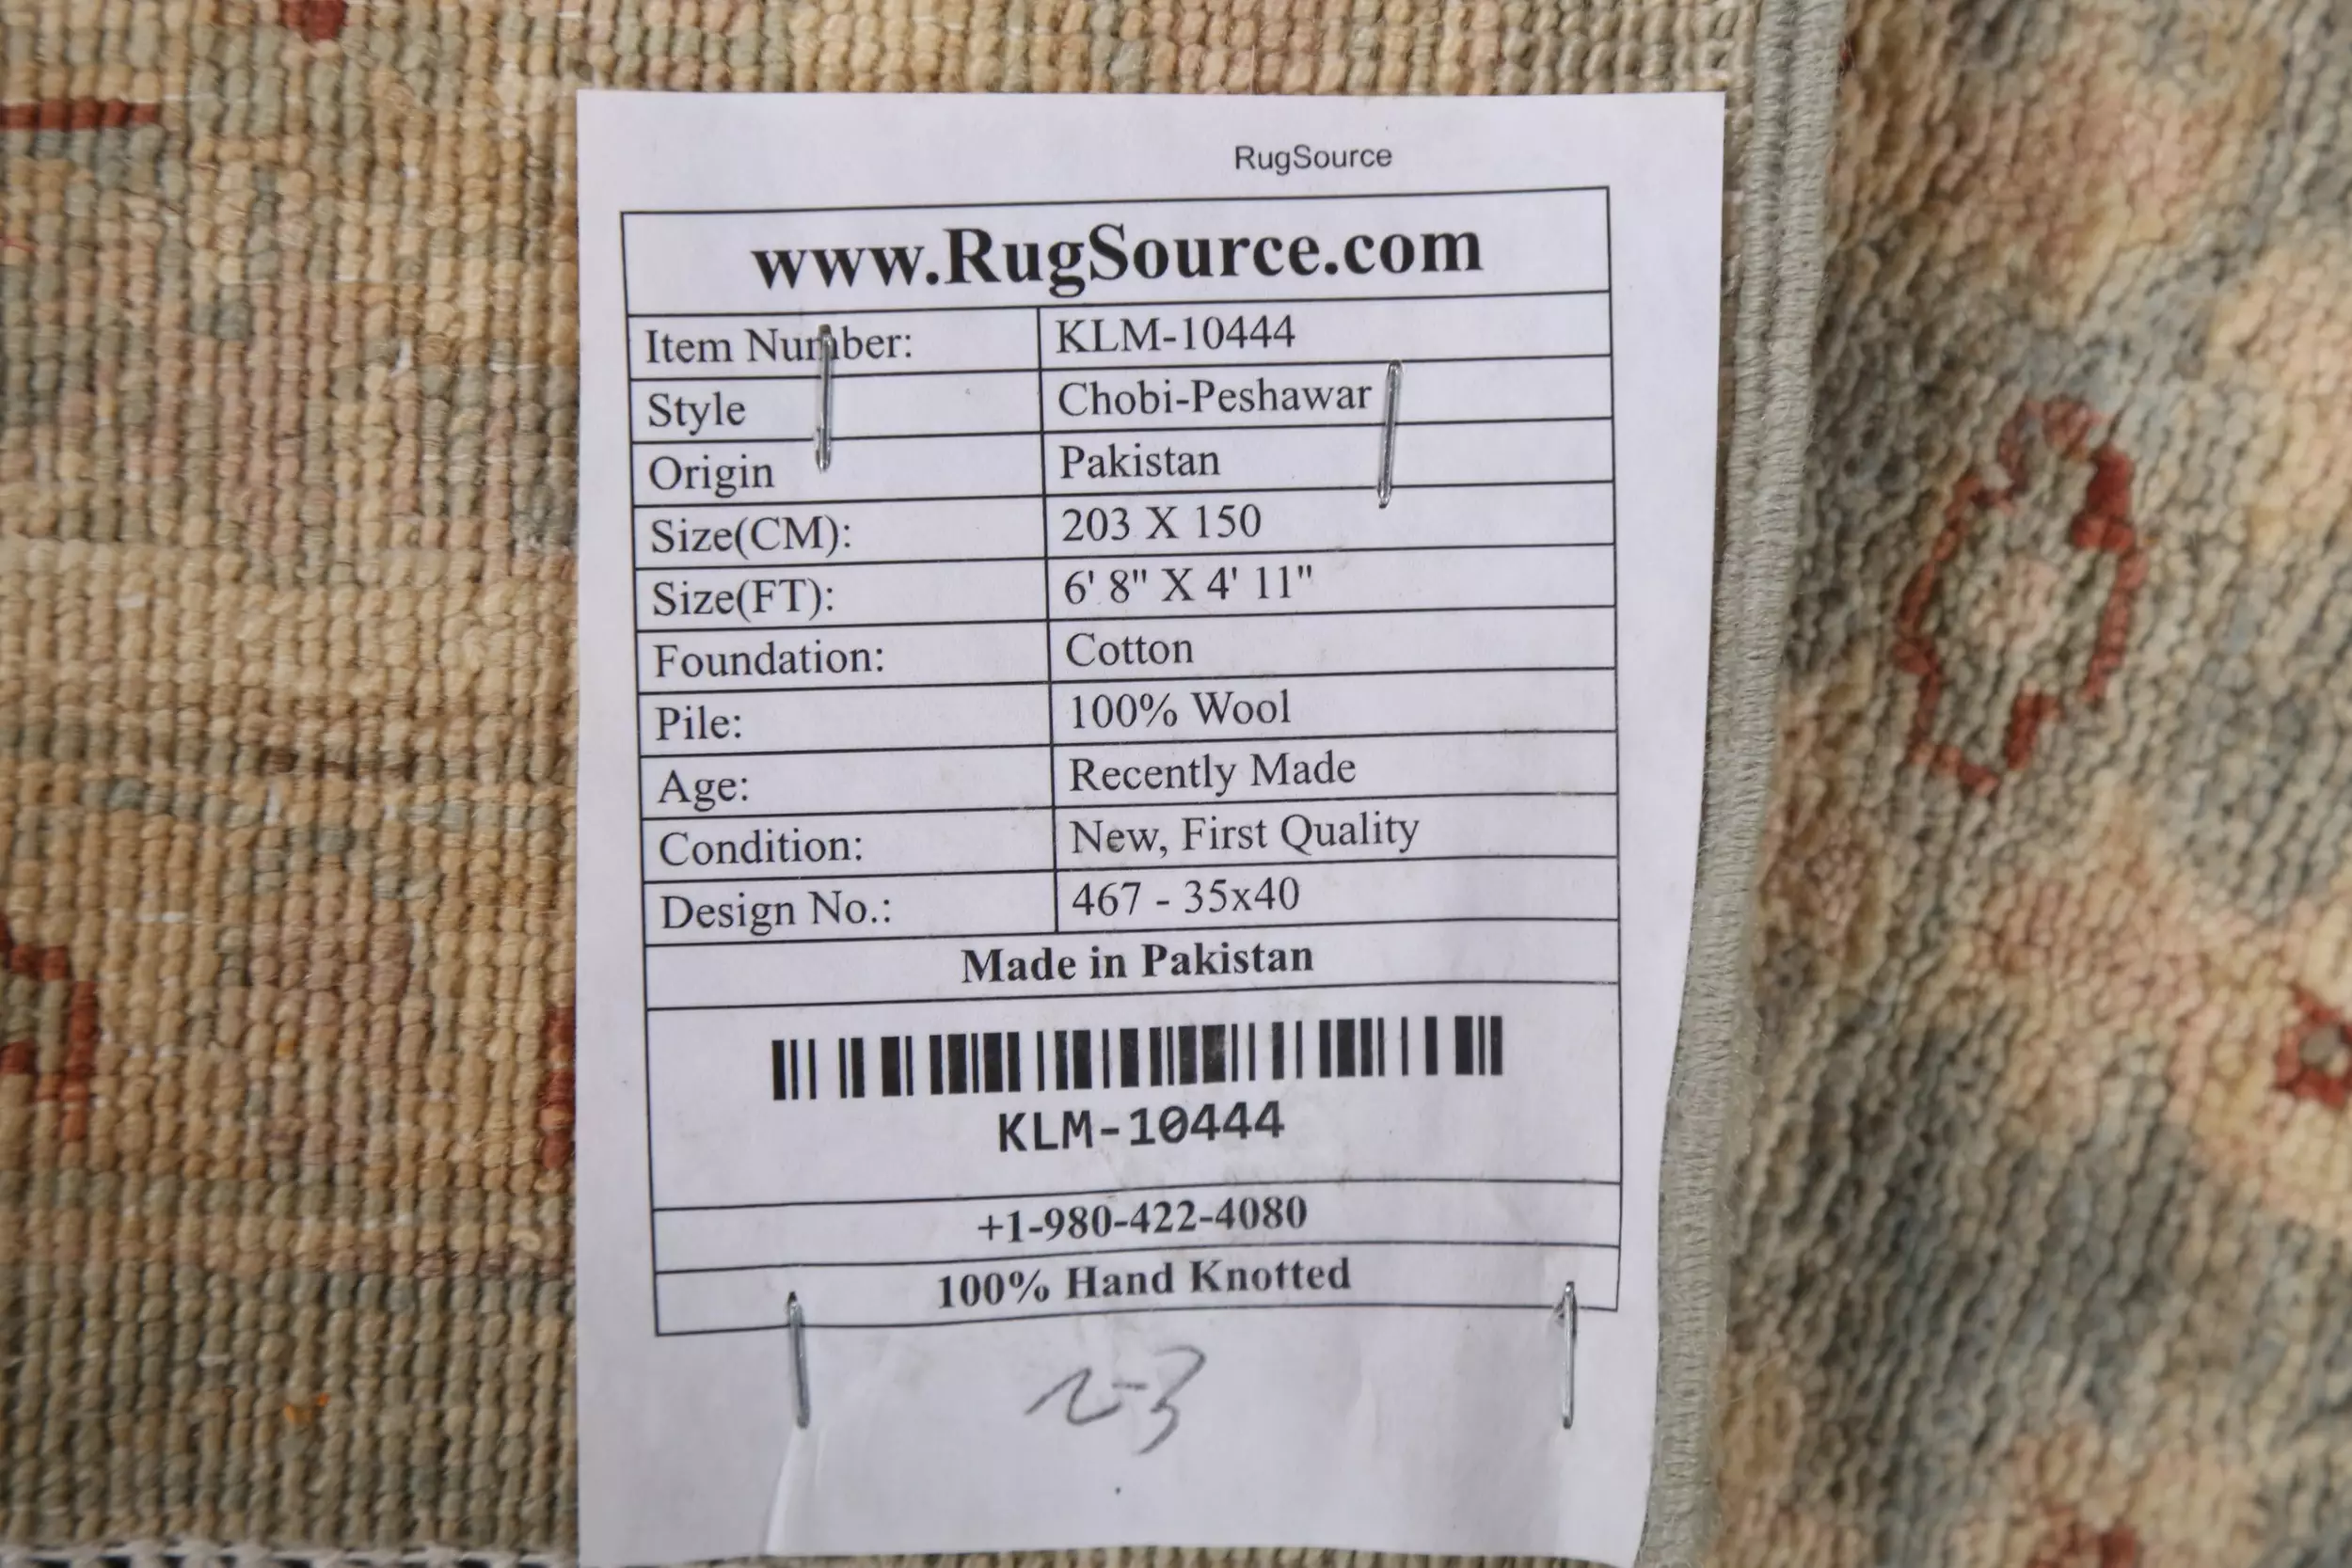 RugSource
www.RugSource.com
Item Number: KLM-10444
Style Chobi-Peshawar
Origin Pakistan
Size(CM): 203 X 150
Size(FT): 6' 8" X 4' 11"
Foundation: Cotton
Pile: 100% Wool
Age: Recently Made
Condition: New, First Quality
Design No.: 467 - 35x40
Made in Pakistan
KLM-10444
+1-980-422-4080
100% Hand Knotted